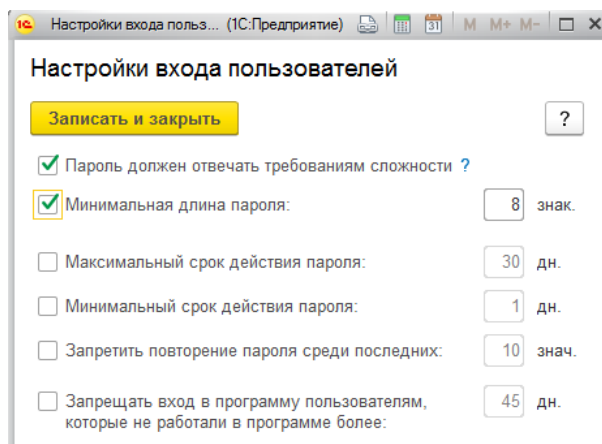 1С Настройки входа польз... (1С:Предприятие) 31 M M+ M-
Настройки входа пользователей
Записать и закрыть ?
Пароль должен отвечать требованиям сложности ?
Минимальная длина пароля: 8 знак.
Максимальный срок действия пароля: 30 дн.
Минимальный срок действия пароля: 1 дн.
Запретить повторение пароля среди последних: 10 знач.
Запрещать вход в программу пользователям, 45 дн.
которые не работали в программе более: